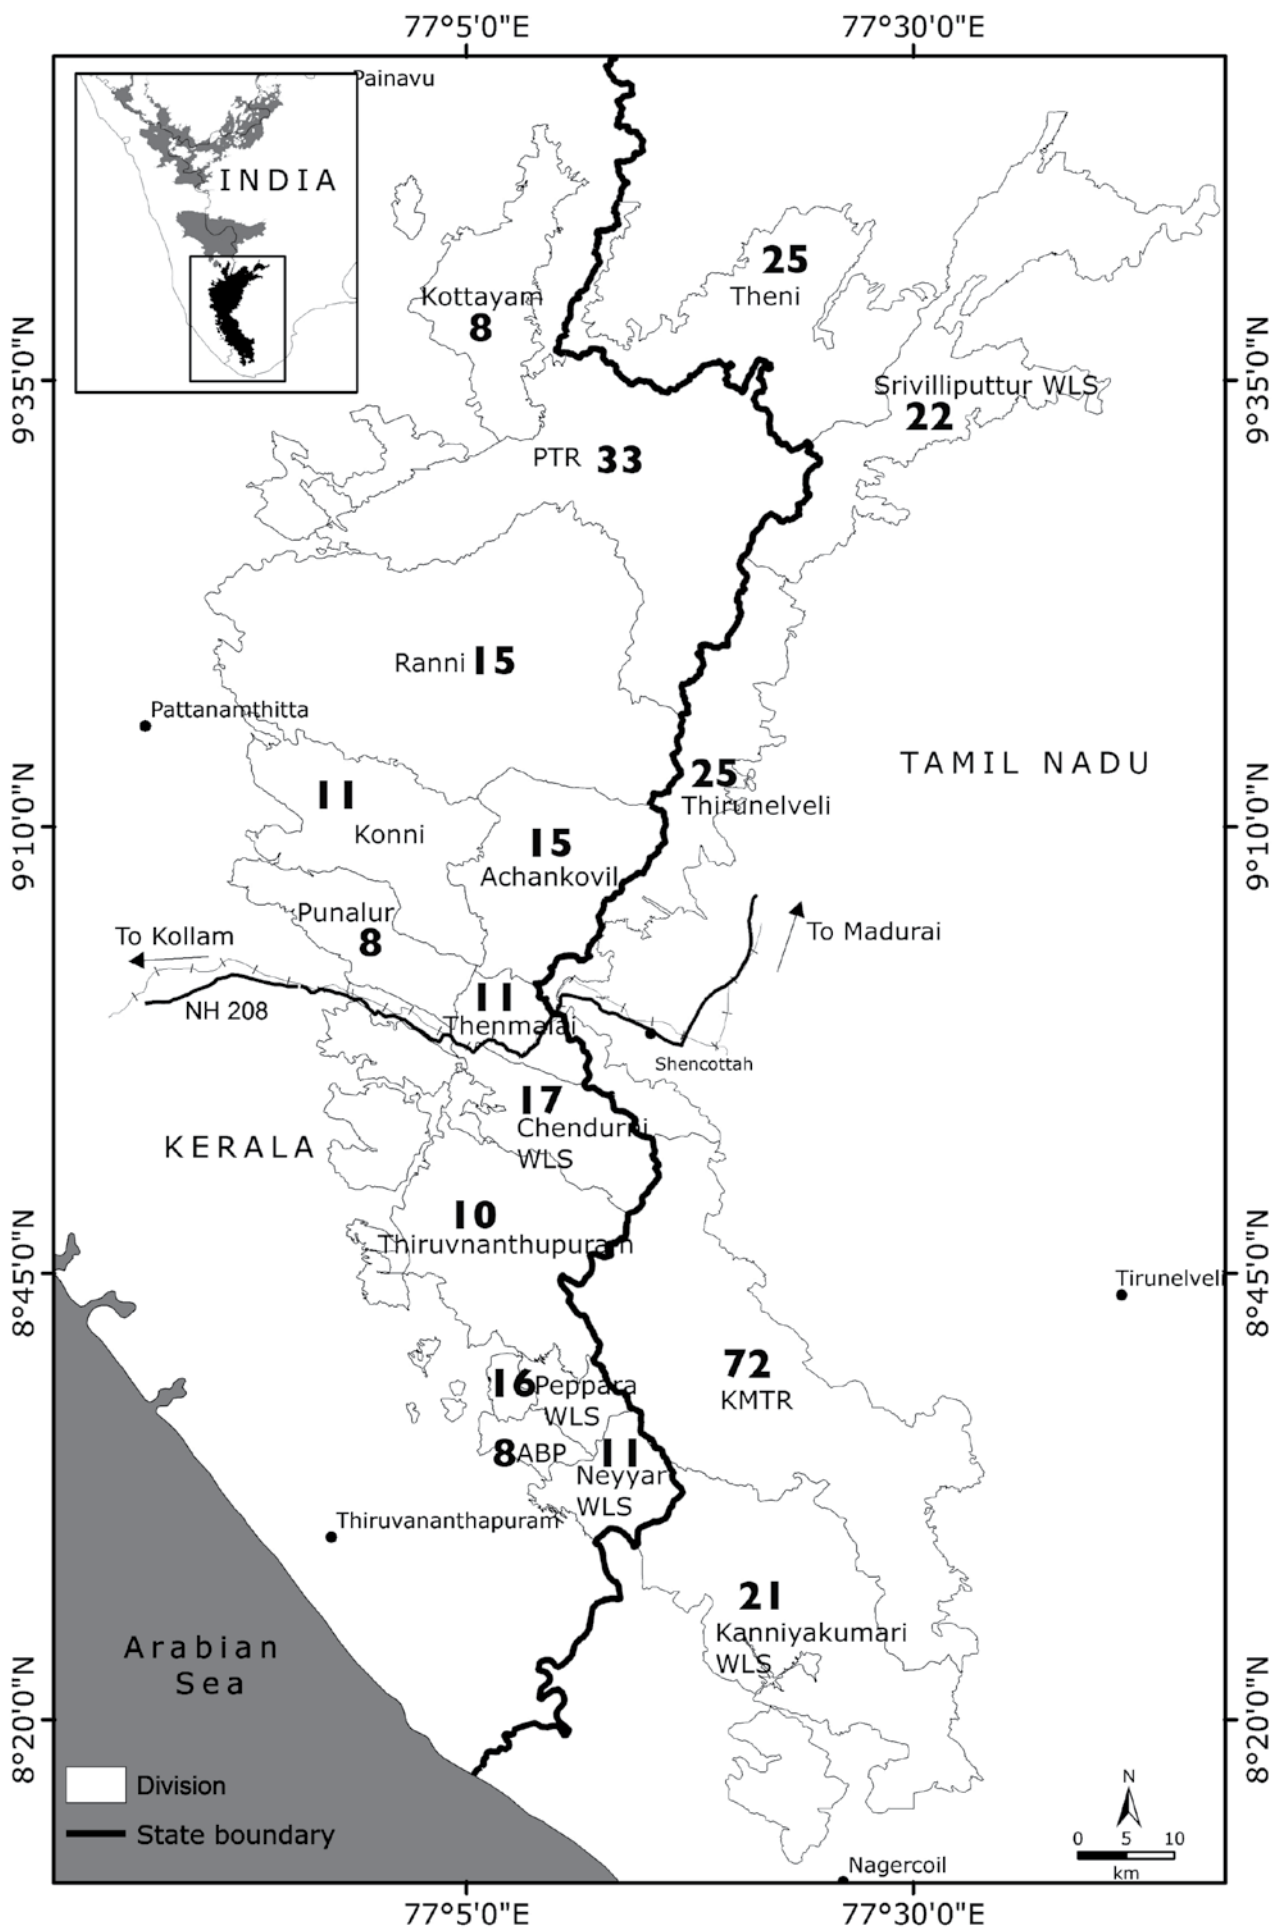 77°5'0"E 77°30'0"E
Painavu
INDIA
25
Theni
Kottayam
8
9°35'0"N 9°35'0"N
Srivilliputtur WLS
22
PTR 33
Ranni 15
Pattanamthitta
TAMIL NADU
25
Thirunelveli
11
Konni
9°10'0"N 9°10'0"N
15
Achankovil
Punalur
8
To Kollam
To Madurai
NH 208
11
Thenmalai
Shencottah
17
Chendurni
WLS
KERALA
10
Thiruvnanthupuram
8°45'0"N 8°45'0"N
Tirunelveli
72
KMTR
16 Peppara
WLS
8 ABP
11
Neyyar
WLS
Thiruvananthapuram
21
Kanniyakumari
WLS
Arabian
Sea
8°20'0"N 8°20'0"N
Division
State boundary
N
0 5 10
km
Nagercoil
77°5'0"E 77°30'0"E